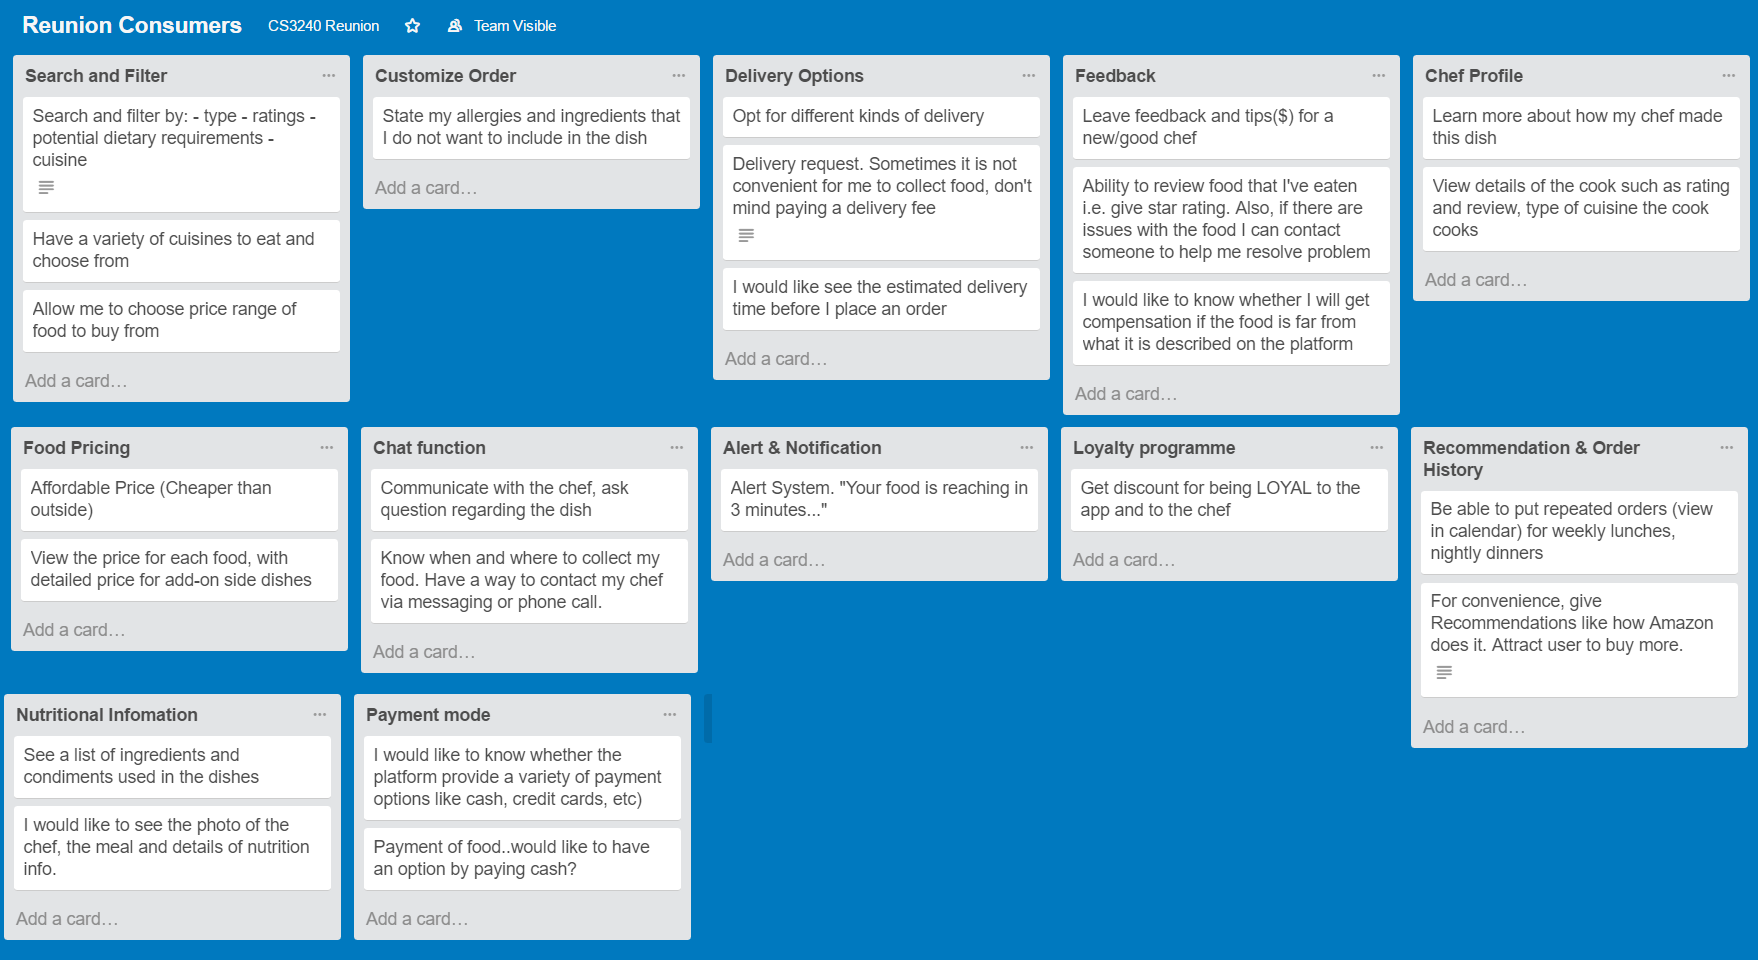 Reunion Consumers
CS3240 Reunion
Team Visible
Search and Filter
Search and filter by: - type - ratings -
potential dietary requirements -
cuisine
Have a variety of cuisines to eat and
choose from
Allow me to choose price range of
food to buy from
Add a card…
Customize Order
State my allergies and ingredients that
I do not want to include in the dish
Add a card…
Delivery Options
Opt for different kinds of delivery
Delivery request. Sometimes it is not
convenient for me to collect food, don't
mind paying a delivery fee
I would like see the estimated delivery
time before I place an order
Add a card…
Feedback
Leave feedback and tips($) for a
new/good chef
Ability to review food that I've eaten
i.e. give star rating. Also, if there are
issues with the food I can contact
someone to help me resolve problem
I would like to know whether I will get
compensation if the food is far from
what it is described on the platform
Add a card…
Chef Profile
Learn more about how my chef made
this dish
View details of the cook such as rating
and review, type of cuisine the cook
cooks
Add a card…
Food Pricing
Affordable Price (Cheaper than
outside)
View the price for each food, with
detailed price for add-on side dishes
Add a card…
Chat function
Communicate with the chef, ask
question regarding the dish
Know when and where to collect my
food. Have a way to contact my chef
via messaging or phone call.
Add a card…
Alert & Notification
Alert System. "Your food is reaching in
3 minutes..."
Add a card…
Loyalty programme
Get discount for being LOYAL to the
app and to the chef
Add a card…
Recommendation & Order
History
Be able to put repeated orders (view
in calendar) for weekly lunches,
nightly dinners
For convenience, give
Recommendations like how Amazon
does it. Attract user to buy more.
Add a card…
Nutritional Infomation
See a list of ingredients and
condiments used in the dishes
I would like to see the photo of the
chef, the meal and details of nutrition
info.
Add a card…
Payment mode
I would like to know whether the
platform provide a variety of payment
options like cash, credit cards, etc)
Payment of food..would like to have
an option by paying cash?
Add a card…